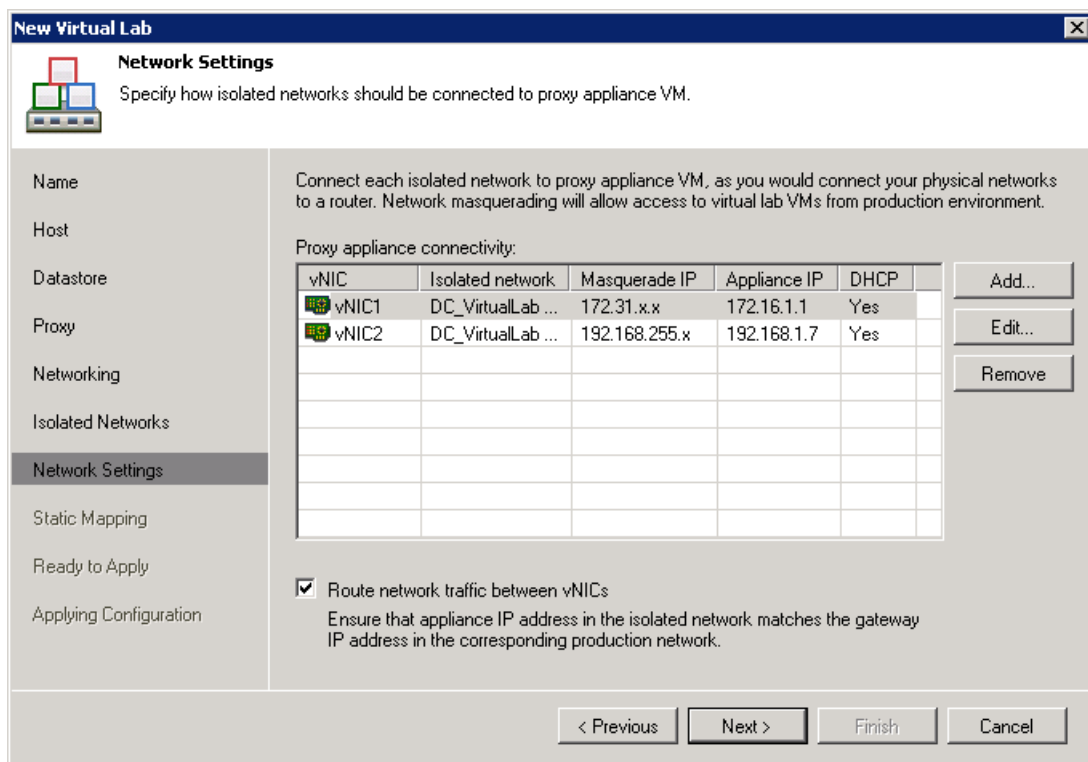 New Virtual Lab
Network Settings
Specify how isolated networks should be connected to proxy appliance VM.
Name
Host
Datastore
Proxy
Networking
Isolated Networks
Network Settings
Static Mapping
Ready to Apply
Applying Configuration
Connect each isolated network to proxy appliance VM, as you would connect your physical networks
to a router. Network masquerading will allow access to virtual lab VMs from production environment.
Proxy appliance connectivity:
vNIC Isolated network Masquerade IP Appliance IP DHCP
vNIC1 DC_VirtualLab ... 172.31.x.x 172.16.1.1 Yes
vNIC2 DC_VirtualLab ... 192.168.255.x 192.168.1.7 Yes
Add...
Edit...
Remove
Route network traffic between vNICs
Ensure that appliance IP address in the isolated network matches the gateway
IP address in the corresponding production network.
< Previous Next > Finish Cancel